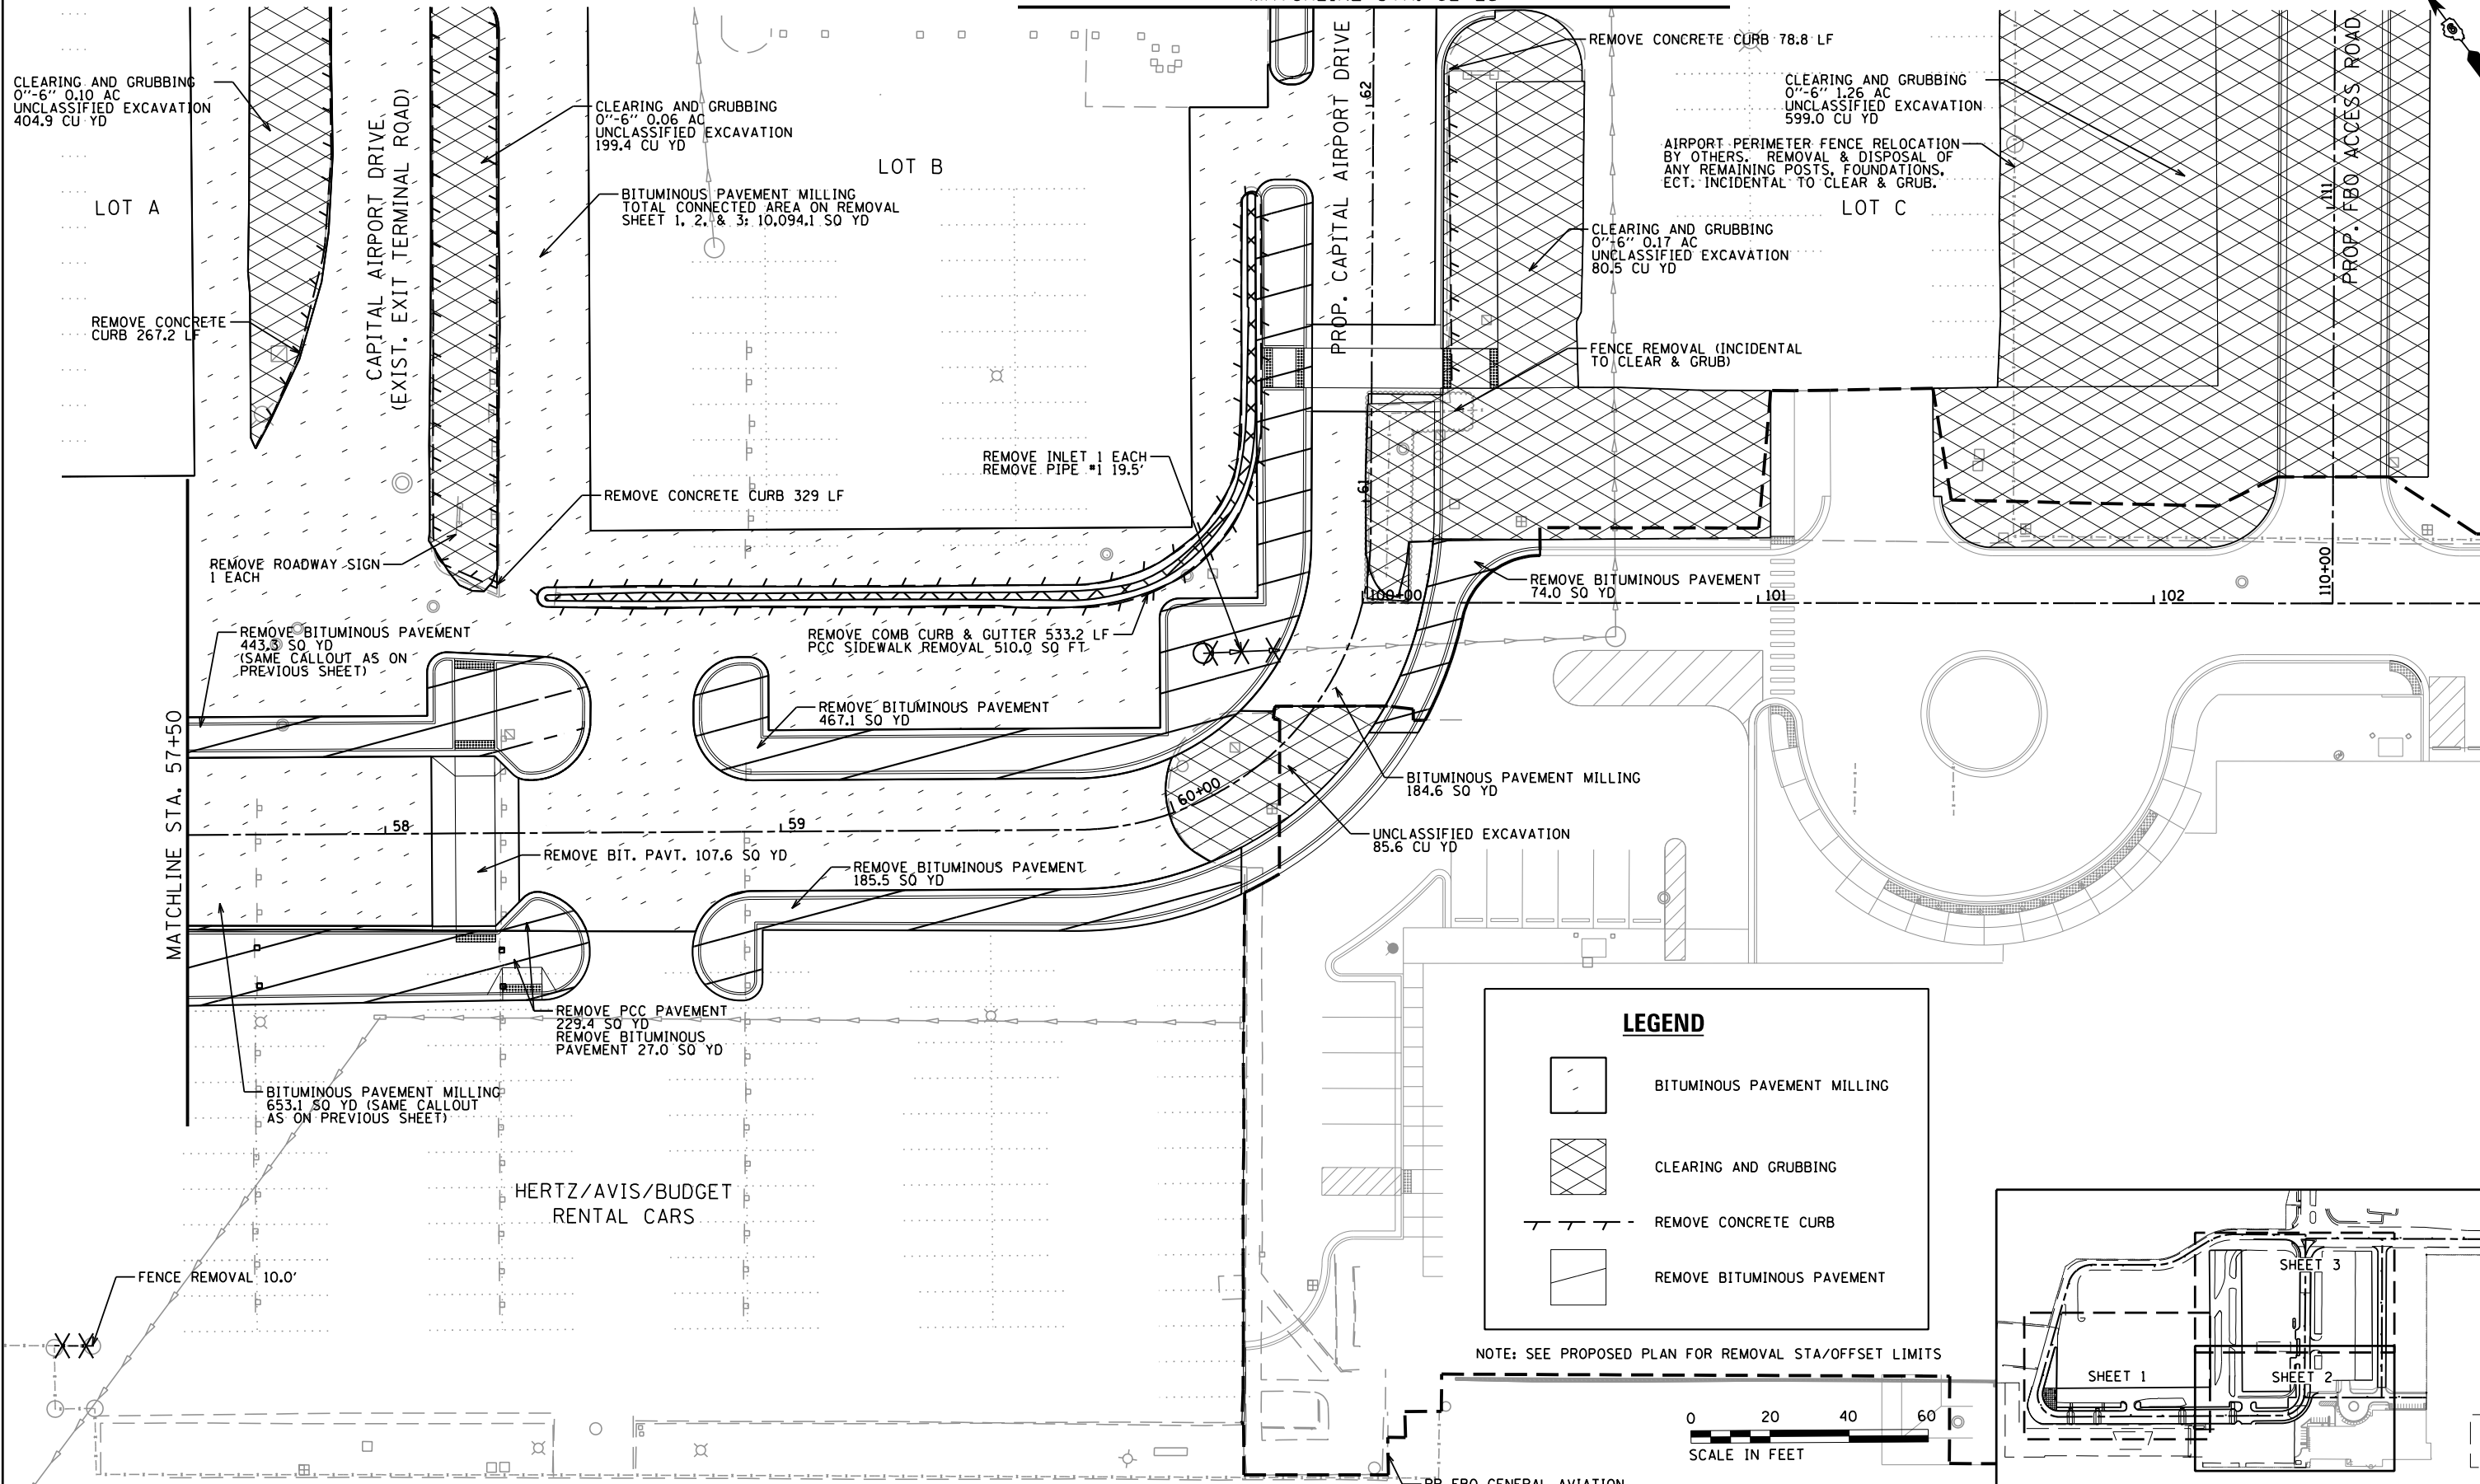 REMOVE CONCRETE CURB 78.8 LF
CLEARING AND GRUBBING
0"-6" 0.10 AC
UNCLASSIFIED EXCAVATION
404.9 CU YD
CAPITAL AIRPORT DRIVE
(EXIST. EXIT TERMINAL ROAD)
CLEARING AND GRUBBING
0"-6" 0.06 AC
UNCLASSIFIED EXCAVATION
199.4 CU YD
LOT B
PROP. CAPITAL AIRPORT DRIVE
62
CLEARING AND GRUBBING
0"-6" 1.26 AC
UNCLASSIFIED EXCAVATION
599.0 CU YD
PROP. FBO ACCESS ROAD
111
AIRPORT PERIMETER FENCE RELOCATION
BY OTHERS. REMOVAL & DISPOSAL OF
ANY REMAINING POSTS, FOUNDATIONS,
ECT. INCIDENTAL TO CLEAR & GRUB.
LOT C
LOT A
BITUMINOUS PAVEMENT MILLING
TOTAL CONNECTED AREA ON REMOVAL
SHEET 1, 2, & 3: 10,094.1 SQ YD
CLEARING AND GRUBBING
0"-6" 0.17 AC
UNCLASSIFIED EXCAVATION
80.5 CU YD
REMOVE CONCRETE
CURB 267.2 LF
FENCE REMOVAL (INCIDENTAL
TO CLEAR & GRUB)
REMOVE INLET 1 EACH
REMOVE PIPE #1 19.5'
61
REMOVE CONCRETE CURB 329 LF
REMOVE ROADWAY SIGN
1 EACH
REMOVE BITUMINOUS PAVEMENT
74.0 SQ YD
100+00
101
102
110+00
REMOVE BITUMINOUS PAVEMENT
443.3 SQ YD
(SAME CALLOUT AS ON
PREVIOUS SHEET)
REMOVE COMB CURB & GUTTER 533.2 LF
PCC SIDEWALK REMOVAL 510.0 SQ FT
REMOVE BITUMINOUS PAVEMENT
467.1 SQ YD
MATCHLINE STA. 57+50
58
59
60+00
BITUMINOUS PAVEMENT MILLING
184.6 SQ YD
UNCLASSIFIED EXCAVATION
85.6 CU YD
REMOVE BIT. PAVT. 107.6 SQ YD
REMOVE BITUMINOUS PAVEMENT
185.5 SQ YD
REMOVE PCC PAVEMENT
229.4 SQ YD
REMOVE BITUMINOUS
PAVEMENT 27.0 SQ YD
BITUMINOUS PAVEMENT MILLING
653.1 SQ YD (SAME CALLOUT
AS ON PREVIOUS SHEET)
HERTZ/AVIS/BUDGET
RENTAL CARS
FENCE REMOVAL 10.0'
LEGEND
BITUMINOUS PAVEMENT MILLING
CLEARING AND GRUBBING
REMOVE CONCRETE CURB
REMOVE BITUMINOUS PAVEMENT
NOTE: SEE PROPOSED PLAN FOR REMOVAL STA/OFFSET LIMITS
0 20 40 60
SCALE IN FEET
SHEET 3
SHEET 1
SHEET 2